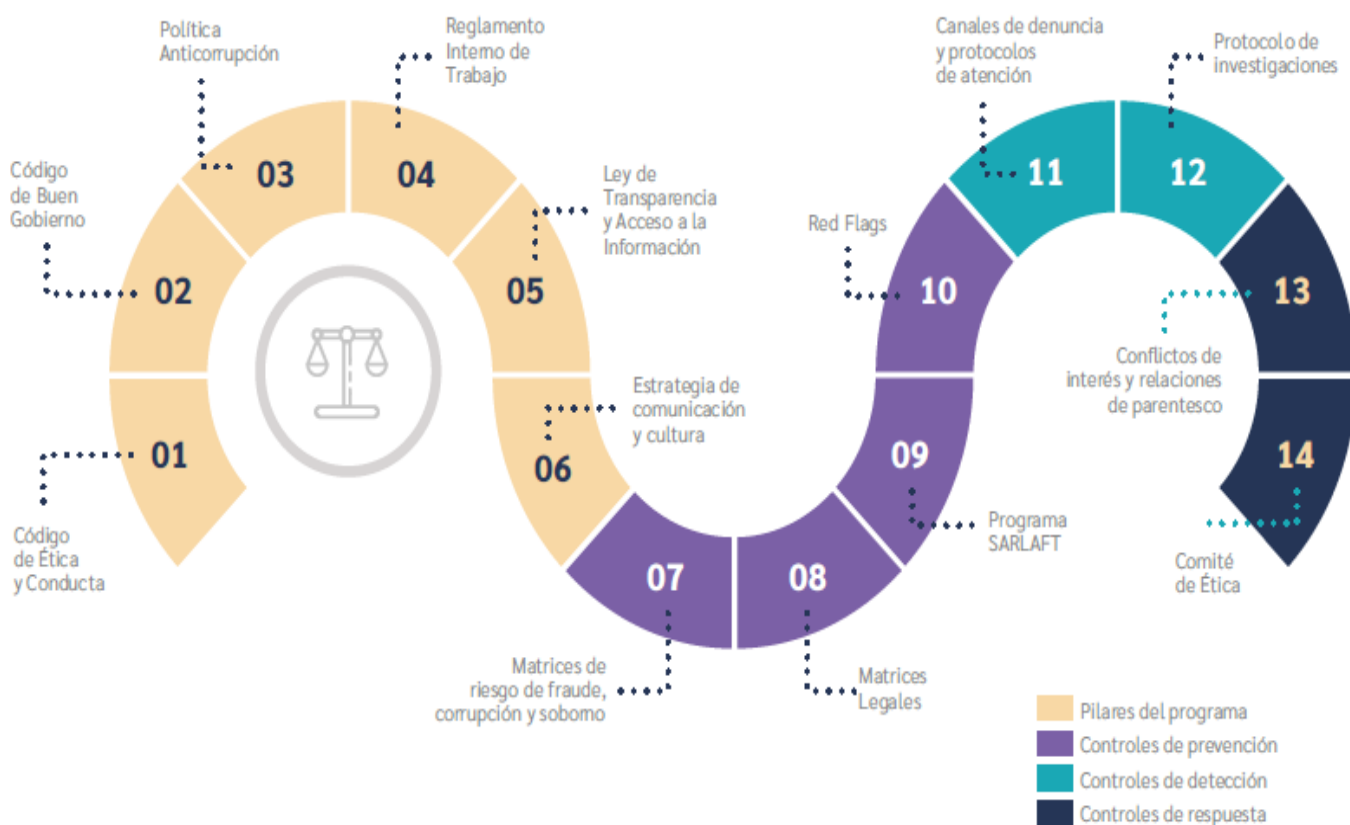 01
Código
de Ética
y Conducta
02
Código
de Buen
Gobierno
03
Política
Anticorrupción
04
Reglamento
Interno de
Trabajo
05
Ley de
Transparencia
y Acceso a la
Información
06
Estrategia de
comunicación
y cultura
07
Matrices de
riesgo de fraude,
corrupción y soborno
08
Matrices
Legales
09
Programa
SARLAFT
10
Red Flags
11
Canales de denuncia
y protocolos
de atención
12
Protocolo de
investigaciones
13
Conflictos de
interés y relaciones
de parentesco
14
Comité
de Ética
Pilares del programa
Controles de prevención
Controles de detección
Controles de respuesta